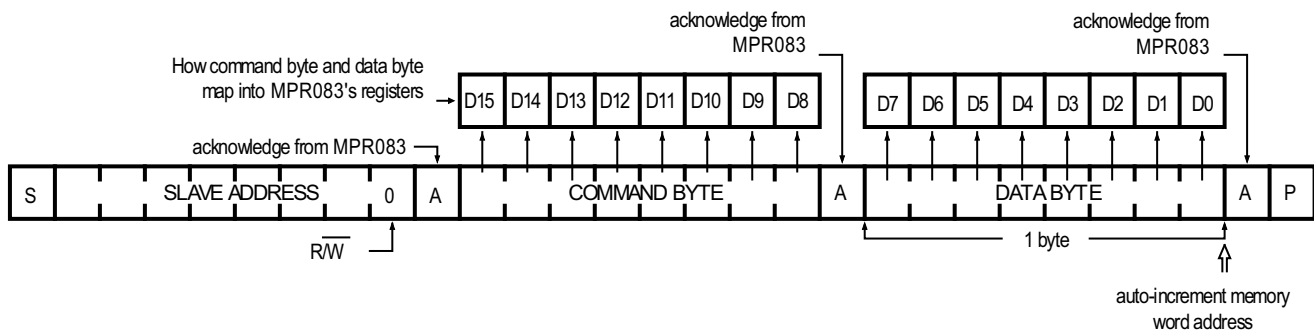 acknowledge from
MPR083
acknowledge from
MPR083
How command byte and data byte
map into MPR083's registers
D15 D14 D13 D12 D11 D10 D9 D8
D7 D6 D5 D4 D3 D2 D1 D0
acknowledge from MPR083
S SLAVE ADDRESS 0 A COMMAND BYTE A DATA BYTE A P
R/W
1 byte
auto-increment memory
word address